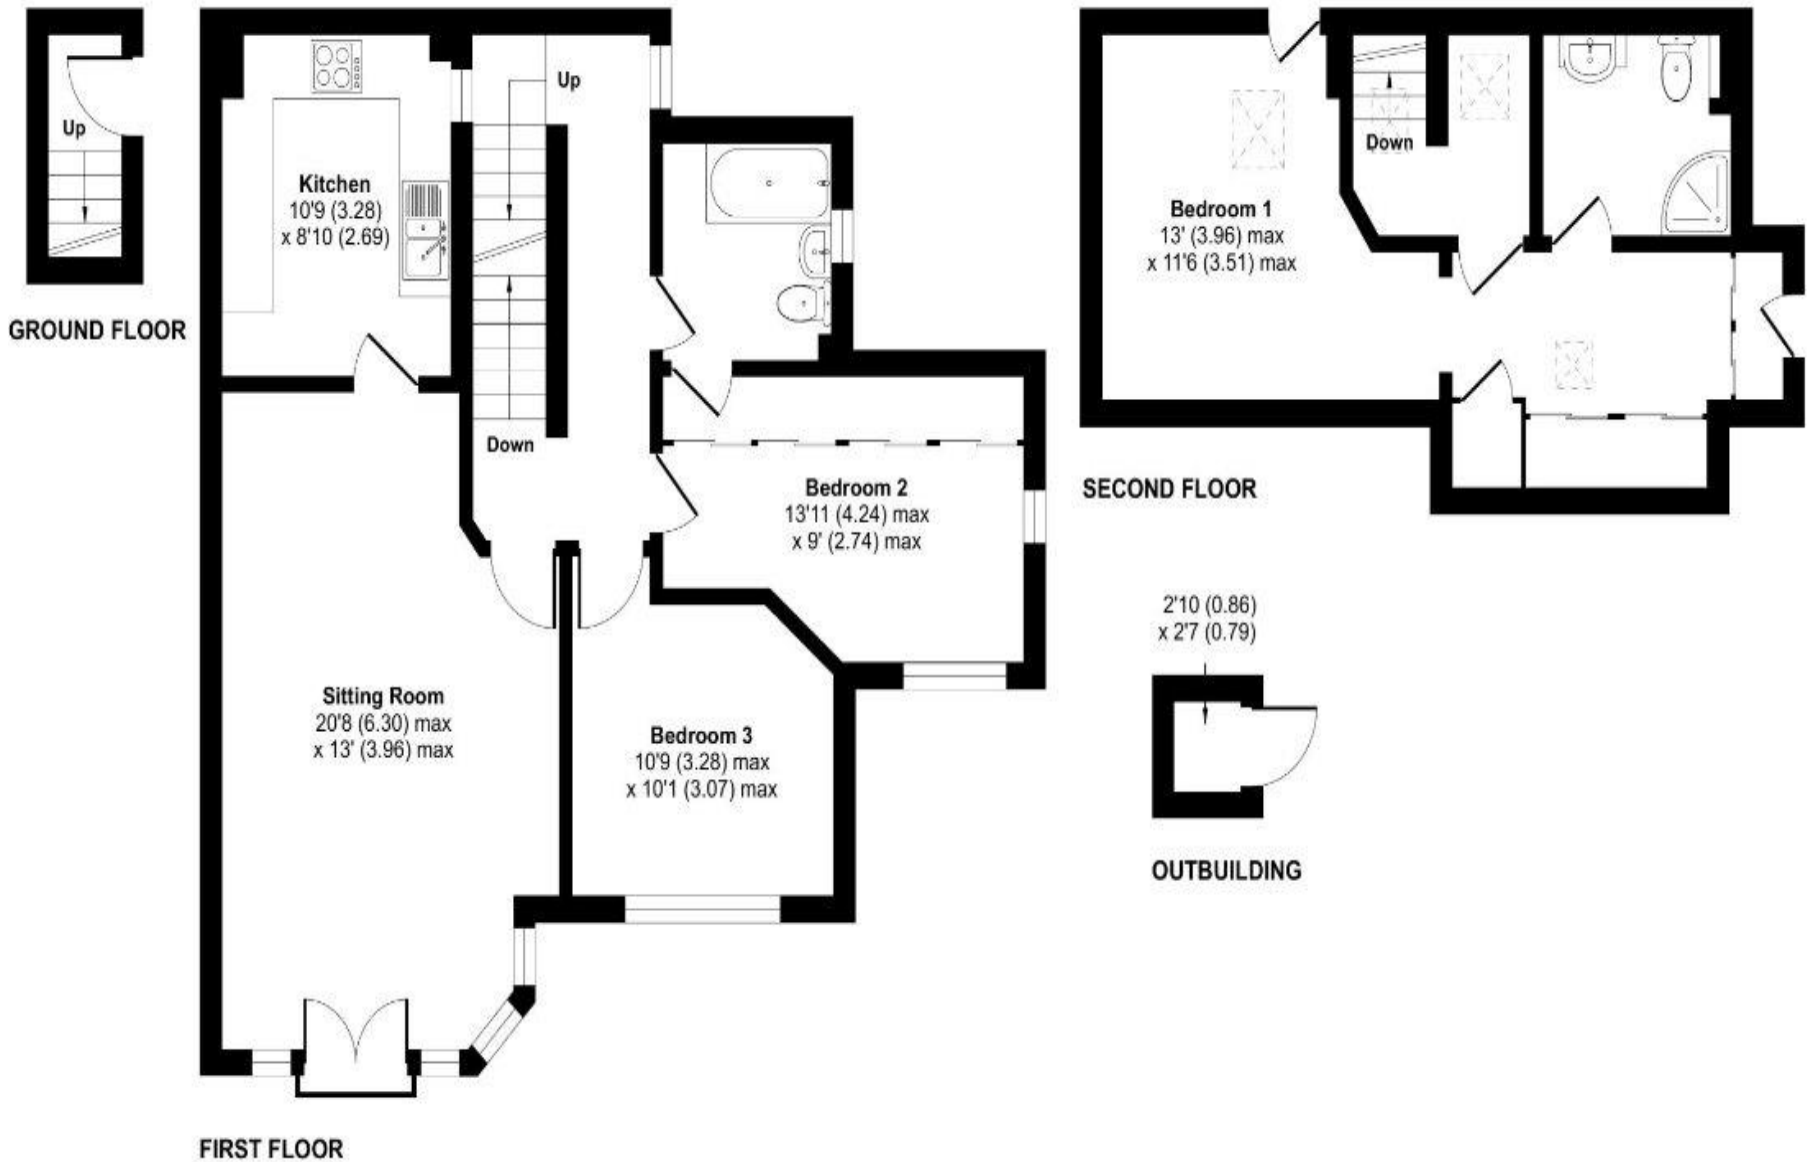 Up
GROUND FLOOR
Kitchen
10'9 (3.28)
x 8'10 (2.69)
Up
Down
Bedroom 2
13'11 (4.24) max
x 9' (2.74) max
Sitting Room
20'8 (6.30) max
x 13' (3.96) max
Bedroom 3
10'9 (3.28) max
x 10'1 (3.07) max
FIRST FLOOR
Bedroom 1
13' (3.96) max
x 11'6 (3.51) max
Down
SECOND FLOOR
2'10 (0.86)
x 2'7 (0.79)
OUTBUILDING